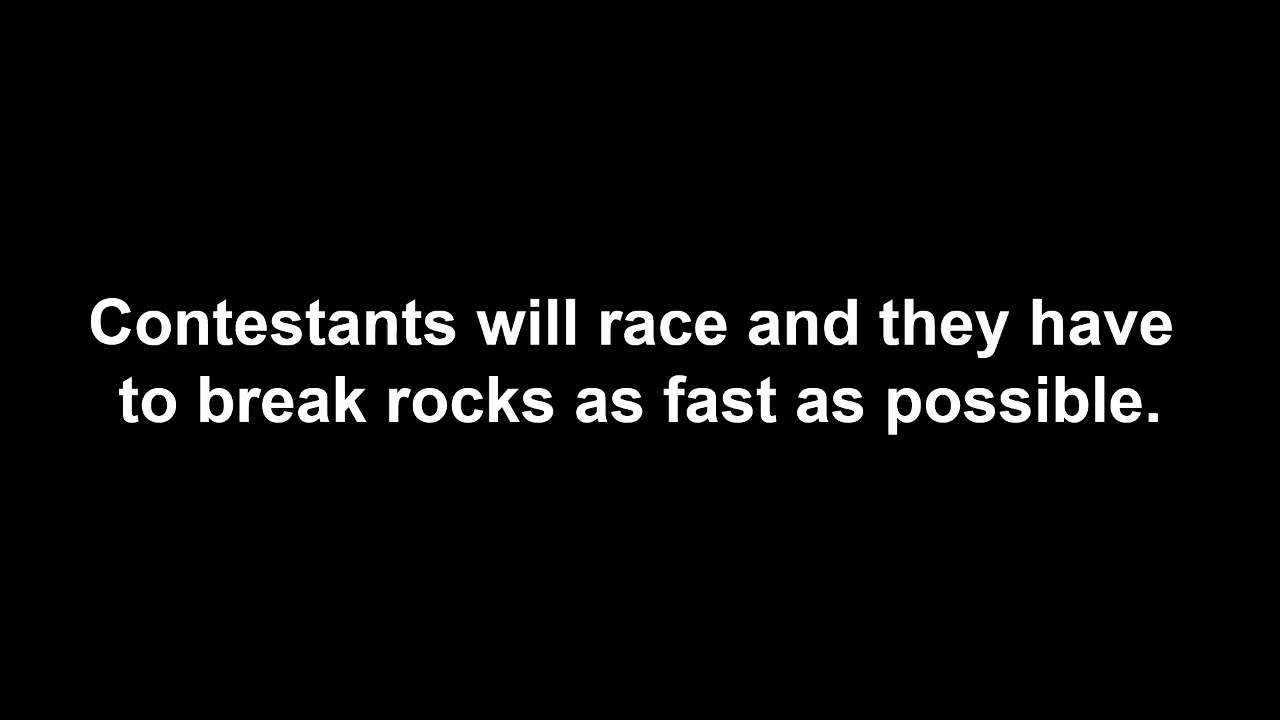 Contestants will race and they have
to break rocks as fast as possible.